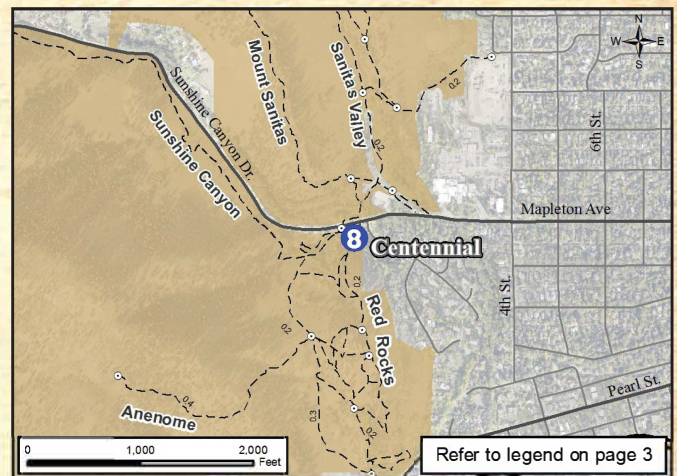 N
W E
S
Mount Sanitas
Sanitas Valley
0.2
Sunshine Canyon Dr.
Sunshine Canyon
0.2
6th St.
Mapleton Ave
8 Centennial
0.2
4th St.
Red Rocks
0.2
Pearl St.
0.4
Anenome
0.3
0.2
0 1,000 2,000
Feet
Refer to legend on page 3